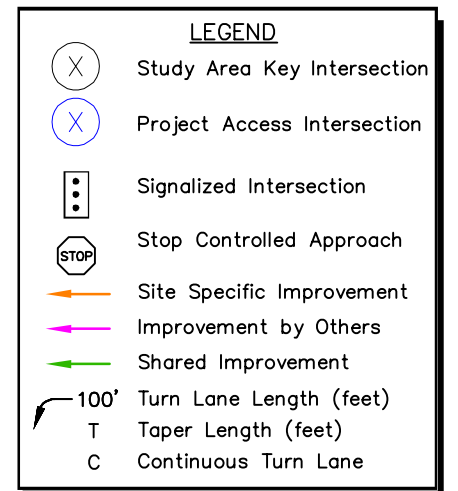 LEGEND
X Study Area Key Intersection
X Project Access Intersection
Signalized Intersection
STOP Stop Controlled Approach
Site Specific Improvement
Improvement by Others
Shared Improvement
100' Turn Lane Length (feet)
T Taper Length (feet)
C Continuous Turn Lane